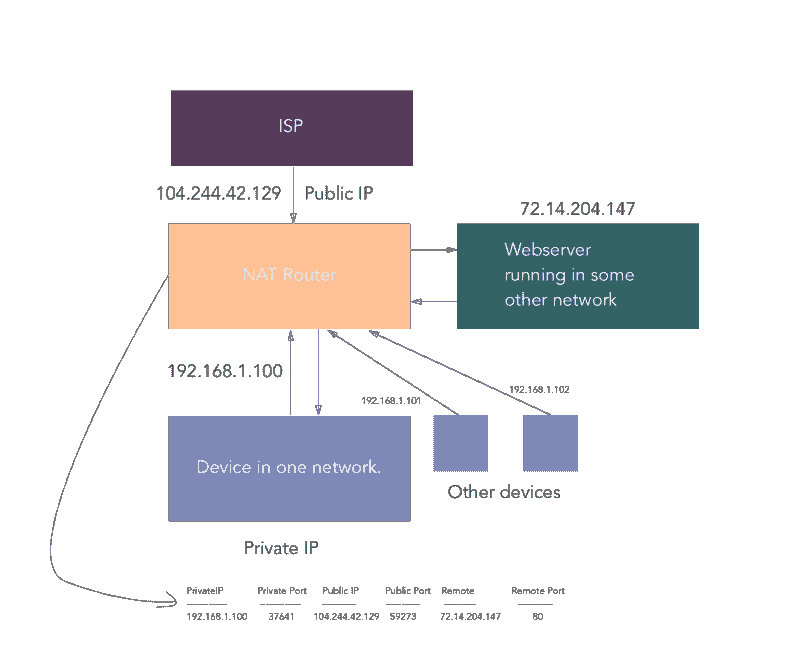 ISP
104.244.42.129 Public IP
72.14.204.147
NAT Router
Webserver
running in some
other network
192.168.1.100
192.168.1.101
192.168.1.102
Device in one network.
Other devices
Private IP
PrivateIP Private Port Public IP Public Port Remote Remote Port
192.168.1.100 37641 104.244.42.129 59273 72.14.204.147 80